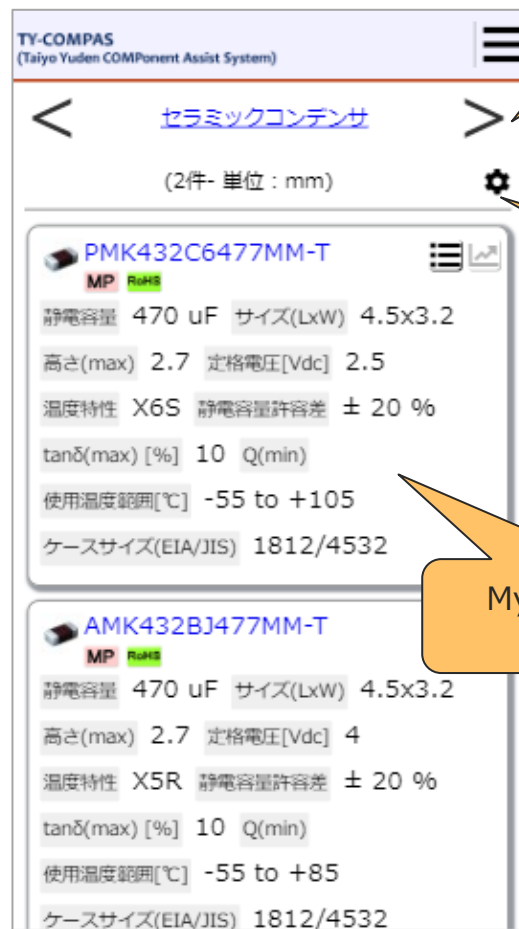 TY-COMPAS
(Taiyo Yuden COMPonent Assist System)
< セラミックコンデンサ >
(2件- 単位 : mm)
PMK432C6477MM-T
MP RoHS
静電容量 470 uF サイズ(LxW) 4.5x3.2
高さ(max) 2.7 定格電圧[Vdc] 2.5
温度特性 X6S 静電容量許容差 ± 20 %
tanδ(max) [%] 10 Q(min)
使用温度範囲[℃] -55 to +105
ケースサイズ(EIA/JIS) 1812/4532
My
AMK432BJ477MM-T
MP RoHS
静電容量 470 uF サイズ(LxW) 4.5x3.2
高さ(max) 2.7 定格電圧[Vdc] 4
温度特性 X5R 静電容量許容差 ± 20 %
tanδ(max) [%] 10 Q(min)
使用温度範囲[℃] -55 to +85
ケースサイズ(EIA/JIS) 1812/4532